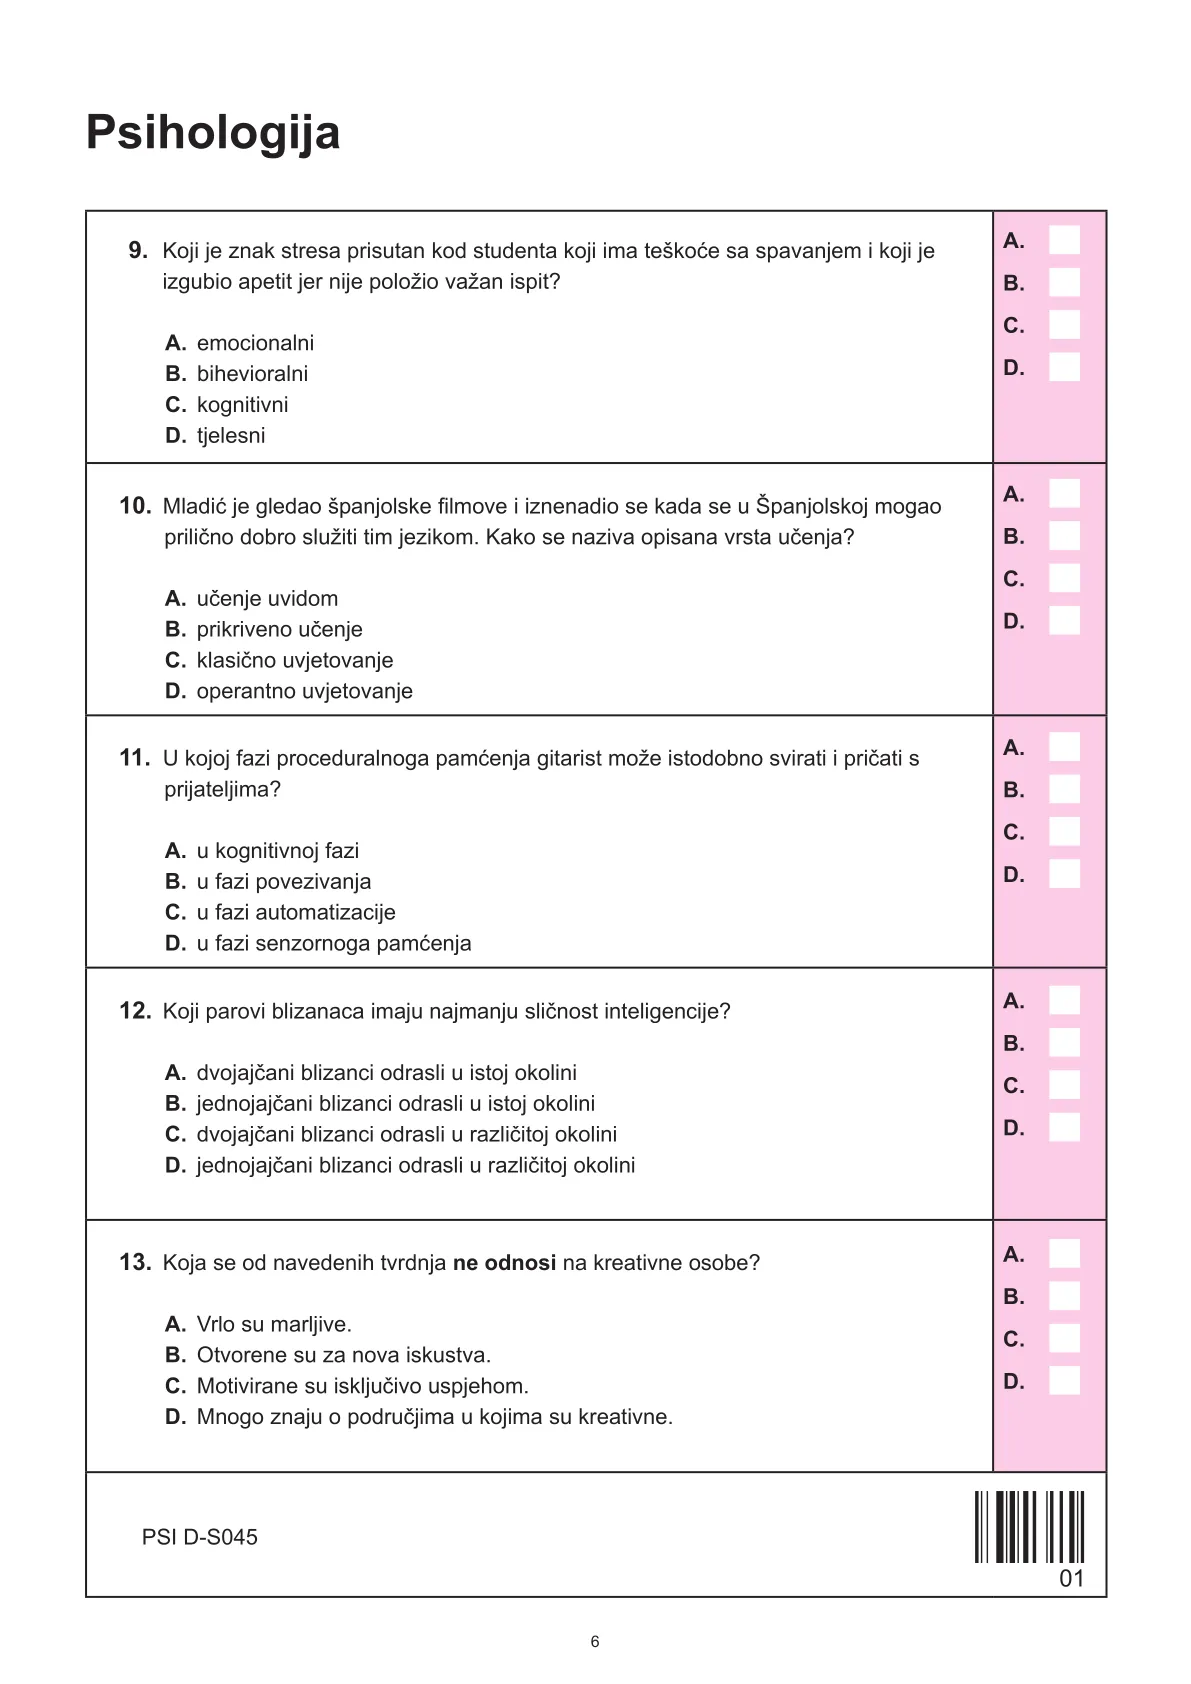 Psihologija
9. Koji je znak stresa prisutan kod studenta koji ima teškoće sa spavanjem i koji je
izgubio apetit jer nije položio važan ispit?
A. emocionalni
B. bihevioralni
C. kognitivni
D. tjelesni
A.
B.
C.
D.
10. Mladić je gledao španjolske filmove i iznenadio se kada se u Španjolskoj mogao
prilično dobro služiti tim jezikom. Kako se naziva opisana vrsta učenja?
A. učenje uvidom
B. prikriveno učenje
C. klasično uvjetovanje
D. operantno uvjetovanje
A.
B.
C.
D.
11. U kojoj fazi proceduralnoga pamćenja gitarist može istodobno svirati i pričati s
prijateljima?
A. u kognitivnoj fazi
B. u fazi povezivanja
C. u fazi automatizacije
D. u fazi senzornoga pamćenja
A.
B.
C.
D.
12. Koji parovi blizanaca imaju najmanju sličnost inteligencije?
A. dvojajčani blizanci odrasli u istoj okolini
B. jednojajčani blizanci odrasli u istoj okolini
C. dvojajčani blizanci odrasli u različitoj okolini
D. jednojajčani blizanci odrasli u različitoj okolini
A.
B.
C.
D.
13. Koja se od navedenih tvrdnja ne odnosi na kreativne osobe?
A. Vrlo su marljive.
B. Otvorene su za nova iskustva.
C. Motivirane su isključivo uspjehom.
D. Mnogo znaju o područjima u kojima su kreativne.
A.
B.
C.
D.
PSI D-S045
01
6